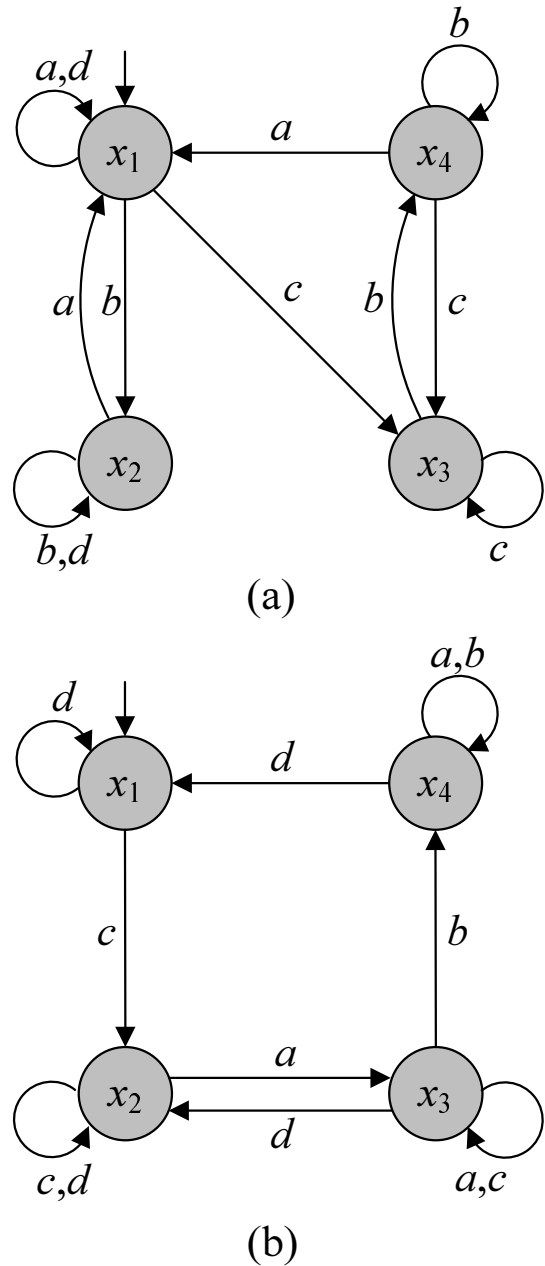 b
a,d
x1 a x4
a b c b c
x2 x3
b,d c
(a)
a,b
d
x1 d x4
c b
x2 a x3
d
c,d a,c
(b)